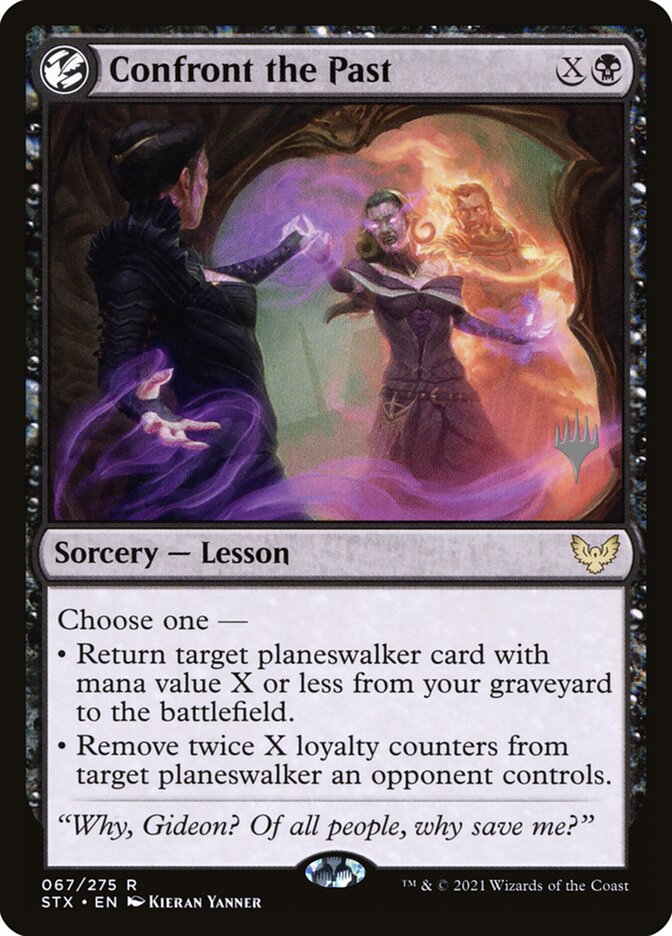 Confront the Past X
Sorcery — Lesson
Choose one —
• Return target planeswalker card with
mana value X or less from your graveyard
to the battlefield.
• Remove twice X loyalty counters from
target planeswalker an opponent controls.
“Why, Gideon? Of all people, why save me?”
067/275 R
STX • EN Kieran Yanner
™ & © 2021 Wizards of the Coast